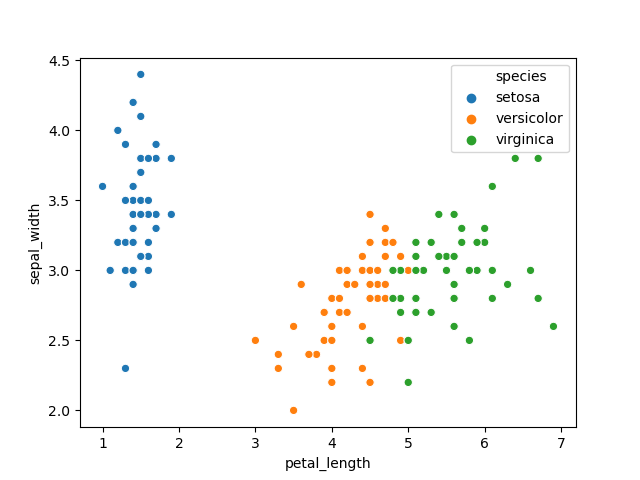 4.5
4.0
3.5
3.0
2.5
2.0
sepal_width
species
setosa
versicolor
virginica
1 2 3 4 5 6 7
petal_length